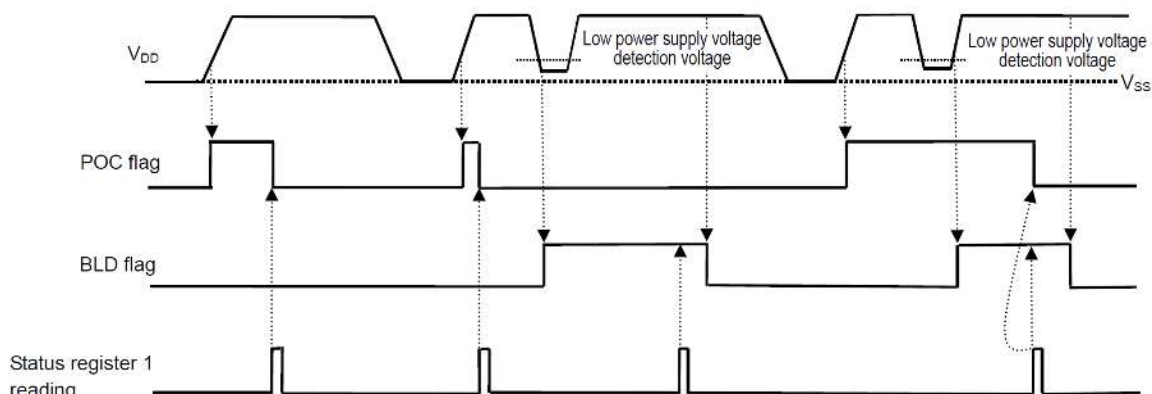 Low power supply voltage
detection voltage
Low power supply voltage
detection voltage
VDD
VSS
POC flag
BLD flag
Status register 1
reading